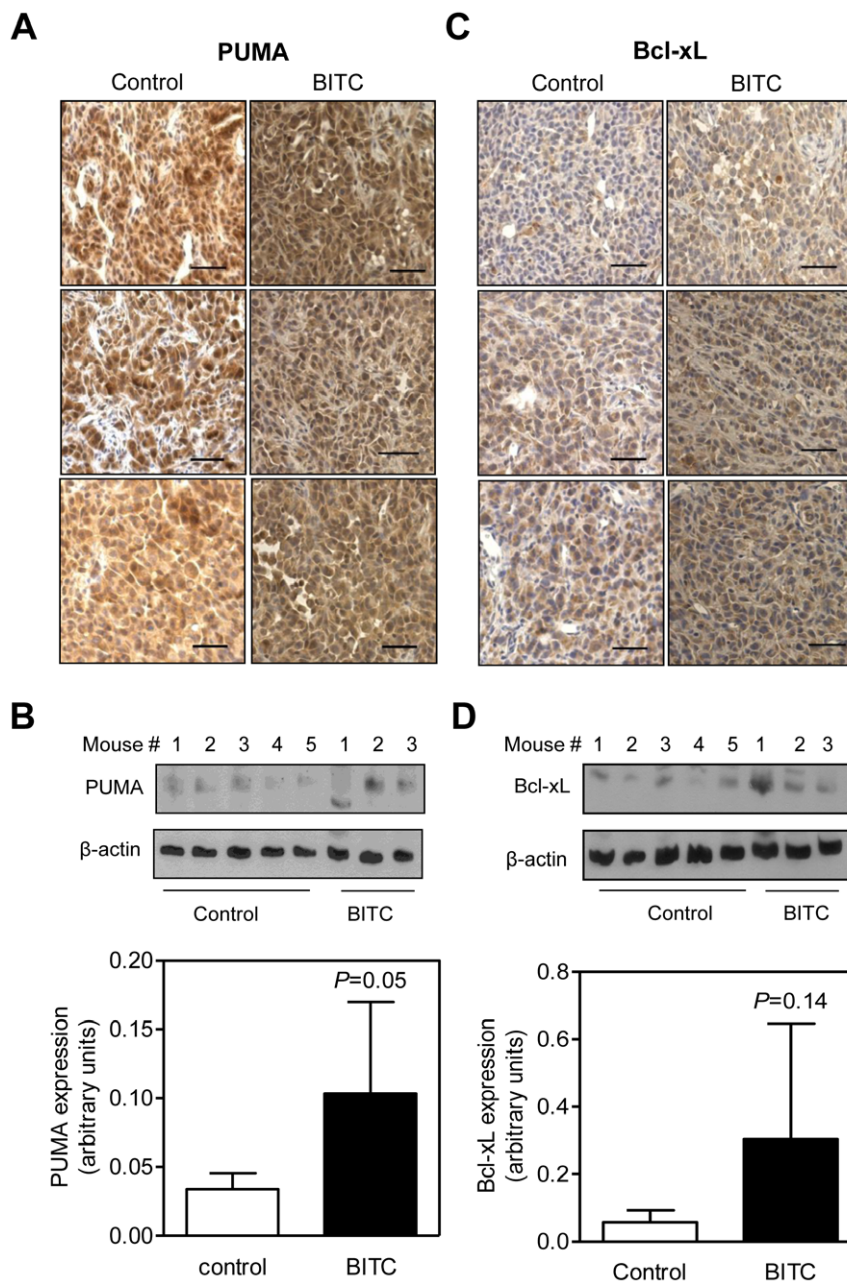 A
PUMA
Control BITC
B
Mouse # 1 2 3 4 5 1 2 3
PUMA
β-actin
Control BITC
0.20
0.15
0.10
0.05
0.00
PUMA expression
(arbitrary units)
P=0.05
control BITC
C
Bcl-xL
Control BITC
D
Mouse # 1 2 3 4 5 1 2 3
Bcl-xL
β-actin
Control BITC
0.8
0.6
0.4
0.2
0.0
Bcl-xL expression
(arbitrary units)
P=0.14
Control BITC